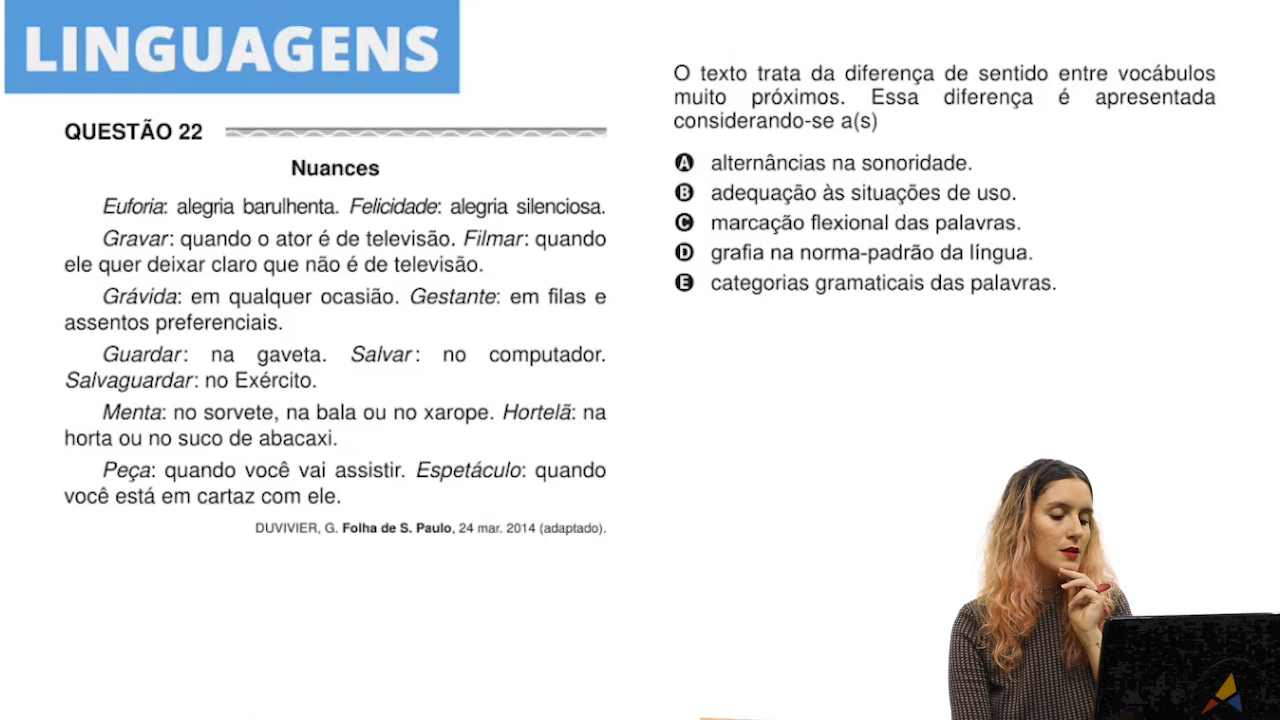 LINGUAGENS
QUESTÃO 22
Nuances
Euforia: alegria barulhenta. Felicidade: alegria silenciosa.
Gravar: quando o ator é de televisão. Filmar: quando
ele quer deixar claro que não é de televisão.
Grávida: em qualquer ocasião. Gestante: em filas e
assentos preferenciais.
Guardar: na gaveta. Salvar: no computador.
Salvaguardar: no Exército.
Menta: no sorvete, na bala ou no xarope. Hortelã: na
horta ou no suco de abacaxi.
Peça: quando você vai assistir. Espetáculo: quando
você está em cartaz com ele.
DUVIVIER, G. Folha de S. Paulo, 24 mar. 2014 (adaptado).
O texto trata da diferença de sentido entre vocábulos
muito próximos. Essa diferença é apresentada
considerando-se a(s)
A alternâncias na sonoridade.
B adequação às situações de uso.
C marcação flexional das palavras.
D grafia na norma-padrão da língua.
E categorias gramaticais das palavras.